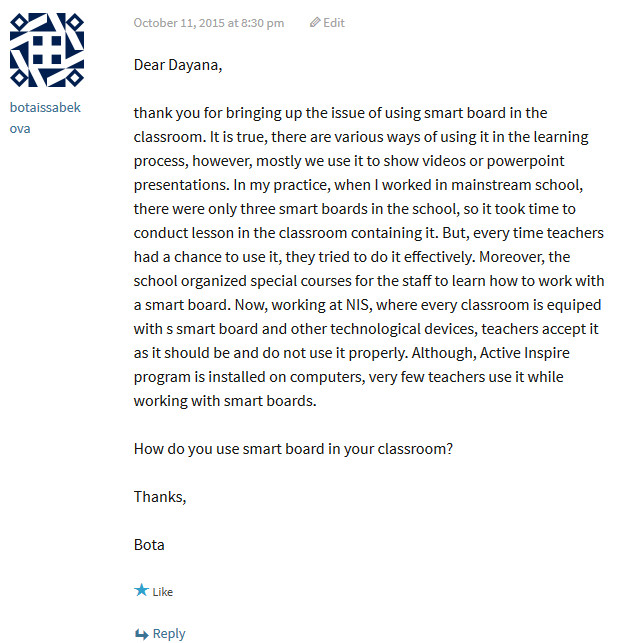 October 11, 2015 at 8:30 pm Edit
botaissabek
ova
Dear Dayana,
thank you for bringing up the issue of using smart board in the
classroom. It is true, there are various ways of using it in the learning
process, however, mostly we use it to show videos or powerpoint
presentations. In my practice, when I worked in mainstream school,
there were only three smart boards in the school, so it took time to
conduct lesson in the classroom containing it. But, every time teachers
had a chance to use it, they tried to do it effectively. Moreover, the
school organized special courses for the staff to learn how to work with
a smart board. Now, working at NIS, where every classroom is equiped
with s smart board and other technological devices, teachers accept it
as it should be and do not use it properly. Although, Active Inspire
program is installed on computers, very few teachers use it while
working with smart boards.
How do you use smart board in your classroom?
Thanks,
Bota
Like
Reply